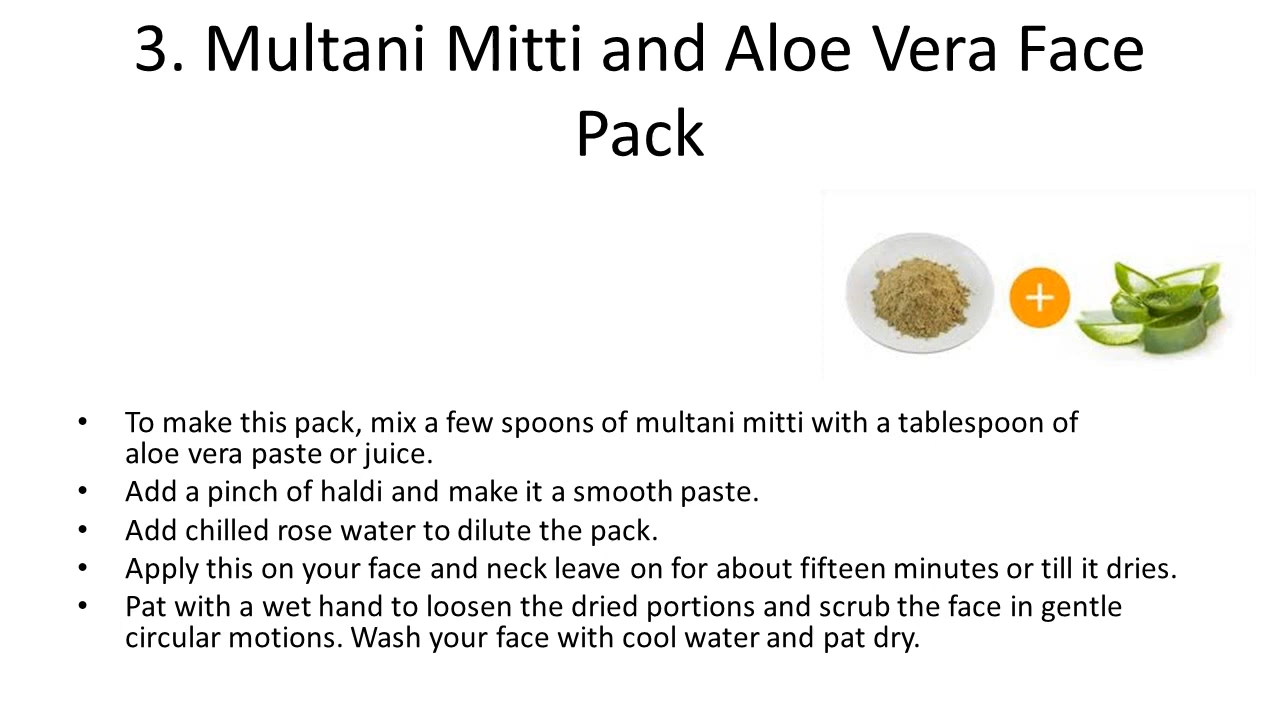 3. Multani Mitti and Aloe Vera Face
Pack
• To make this pack, mix a few spoons of multani mitti with a tablespoon of
aloe vera paste or juice.
• Add a pinch of haldi and make it a smooth paste.
• Add chilled rose water to dilute the pack.
• Apply this on your face and neck leave on for about fifteen minutes or till it dries.
• Pat with a wet hand to loosen the dried portions and scrub the face in gentle
circular motions. Wash your face with cool water and pat dry.